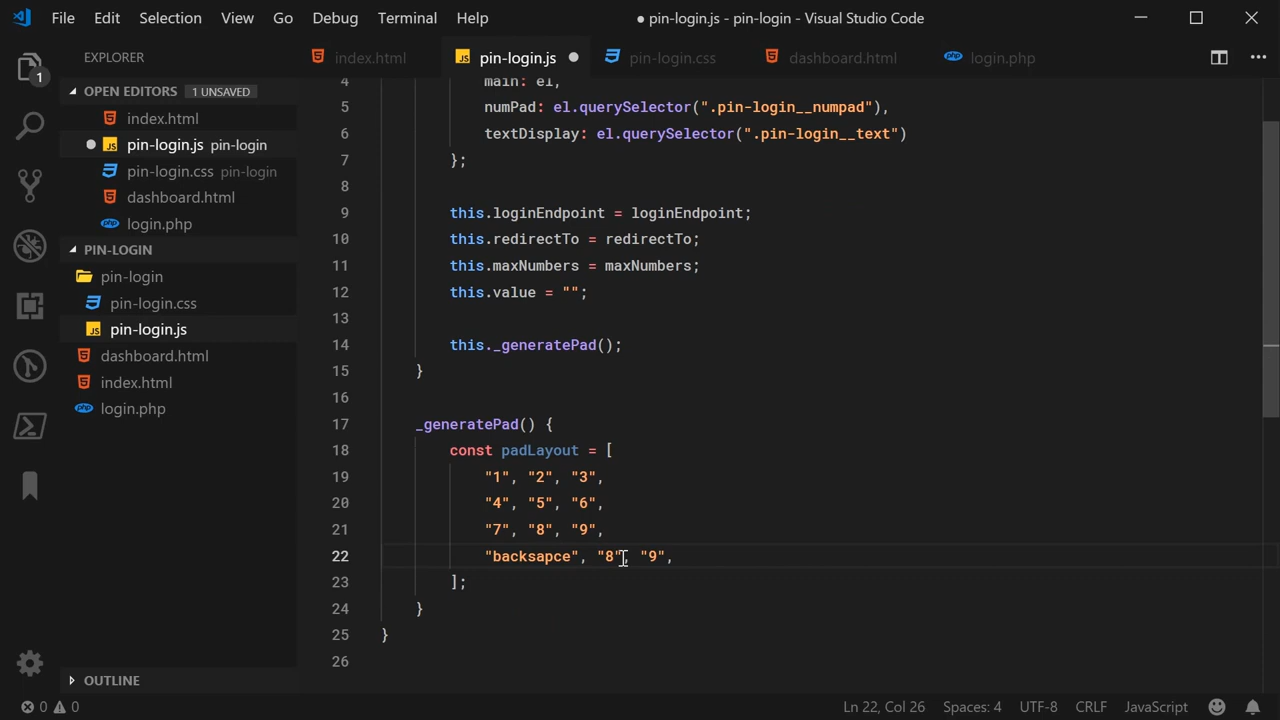 File Edit Selection View Go Debug Terminal Help ● pin-login.js - pin-login - Visual Studio Code
EXPLORER
index.html pin-login.js pin-login.css dashboard.html login.php
1
OPEN EDITORS 1 UNSAVED
index.html
JS pin-login.js pin-login
pin-login.css pin-login
dashboard.html
login.php
PIN-LOGIN
pin-login
pin-login.css
JS pin-login.js
dashboard.html
index.html
login.php
OUTLINE
4 main: el,
5 numPad: el.querySelector(".pin-login__numpad"),
6 textDisplay: el.querySelector(".pin-login__text")
7 };
8
9 this.loginEndpoint = loginEndpoint;
10 this.redirectTo = redirectTo;
11 this.maxNumbers = maxNumbers;
12 this.value = "";
13
14 this._generatePad();
15 }
16
17 _generatePad() {
18 const padLayout = [
19 "1", "2", "3",
20 "4", "5", "6",
21 "7", "8", "9",
22 "backsapce", "8", "9",
23 ];
24 }
25 }
26
0 0 Ln 22, Col 26 Spaces: 4 UTF-8 CRLF JavaScript